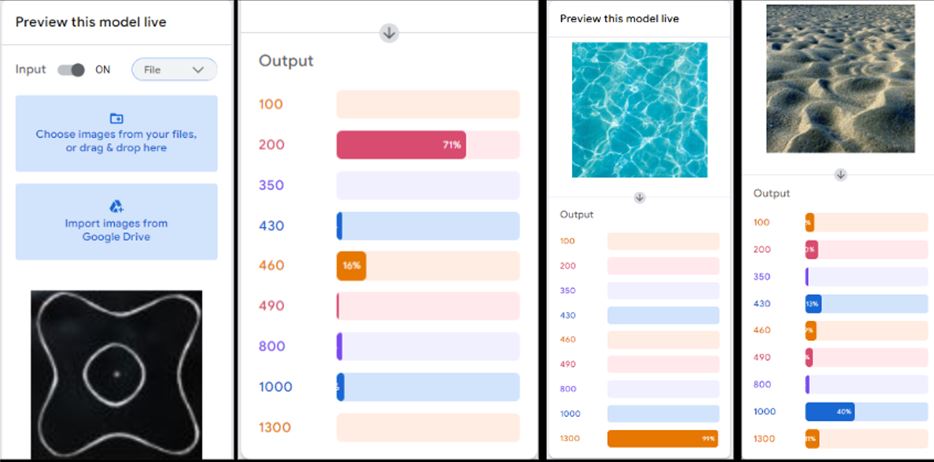 Preview this model live
Input ON File
Choose images from your files,
or drag & drop here
Import images from
Google Drive
Output
100
200 71%
350
430
460 16%
490
800
1000
1300
Preview this model live
Output
100
200
350
430
460
490
800
1000
1300 99%
Output
100
200
350
430 13%
460
490
800
1000 40%
1300